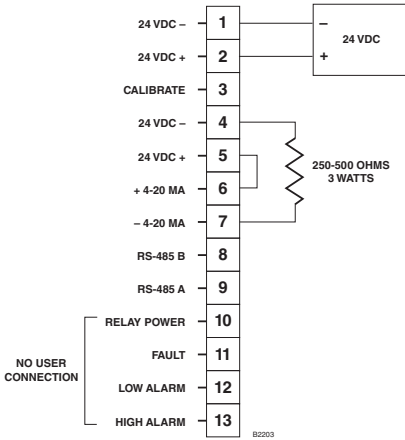 24 VDC – 1
24 VDC + 2
CALIBRATE 3
24 VDC – 4
24 VDC + 5
+ 4-20 MA 6
– 4-20 MA 7
RS-485 B 8
RS-485 A 9
RELAY POWER 10
FAULT 11
LOW ALARM 12
HIGH ALARM 13
–
24 VDC
+
250-500 OHMS
3 WATTS
NO USER
CONNECTION
B2203